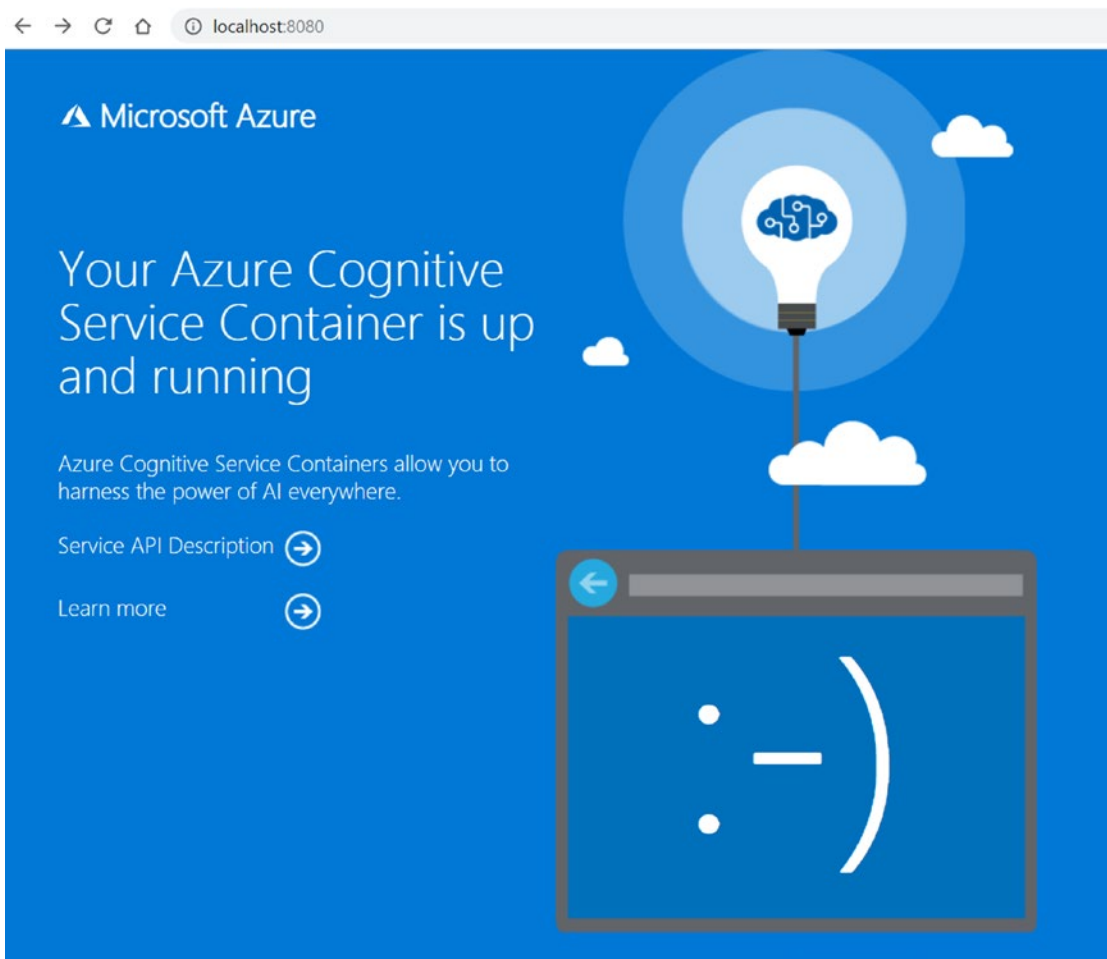 localhost:8080
Microsoft Azure
Your Azure Cognitive
Service Container is up
and running
Azure Cognitive Service Containers allow you to
harness the power of AI everywhere.
Service API Description
Learn more
:-)